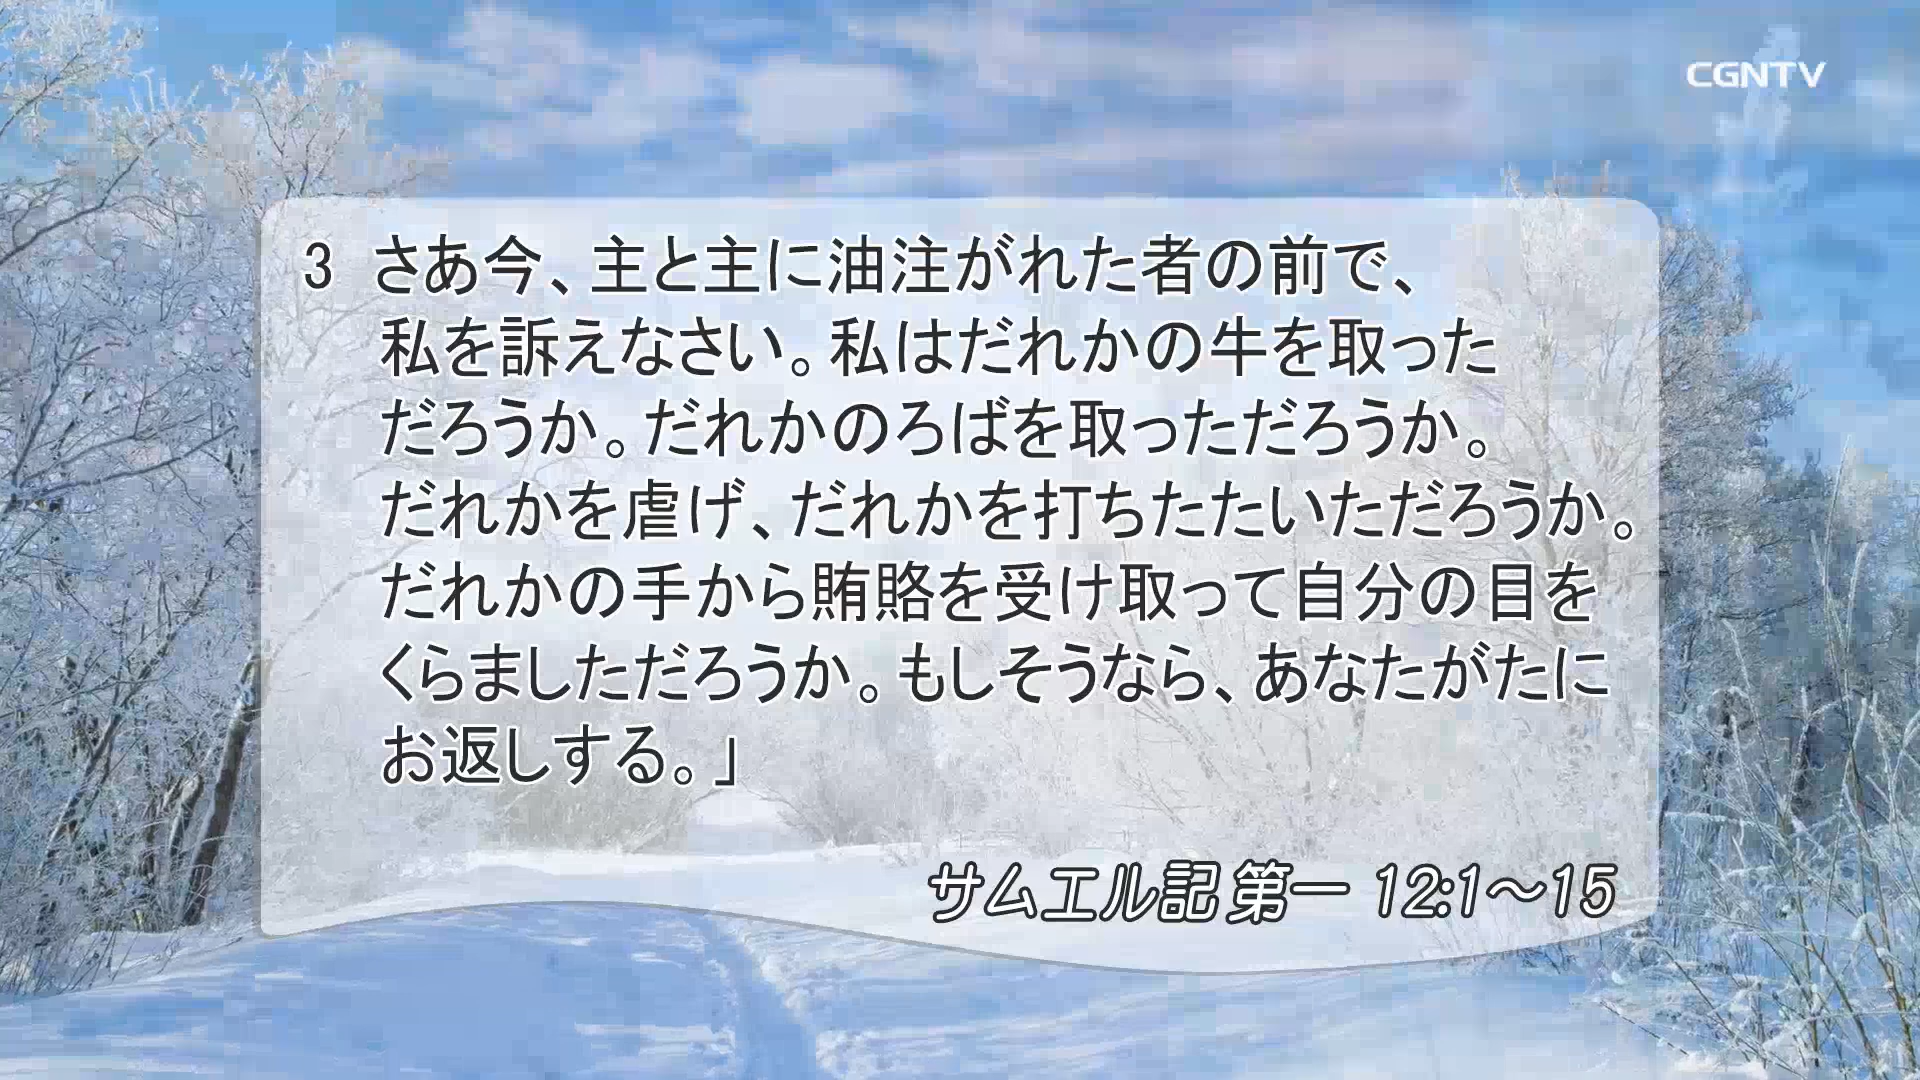 CGNTV
3 さあ今、主と主に油注がれた者の前で、
私を訴えなさい。私はだれかの牛を取った
だろうか。だれかのろばを取っただろうか。
だれかを虐げ、だれかを打ちたたいただろうか。
だれかの手から賄賂を受け取って自分の目を
くらましただろうか。もしそうなら、あなたがたに
お返しする。」
サムエル記 第一 12:1～15